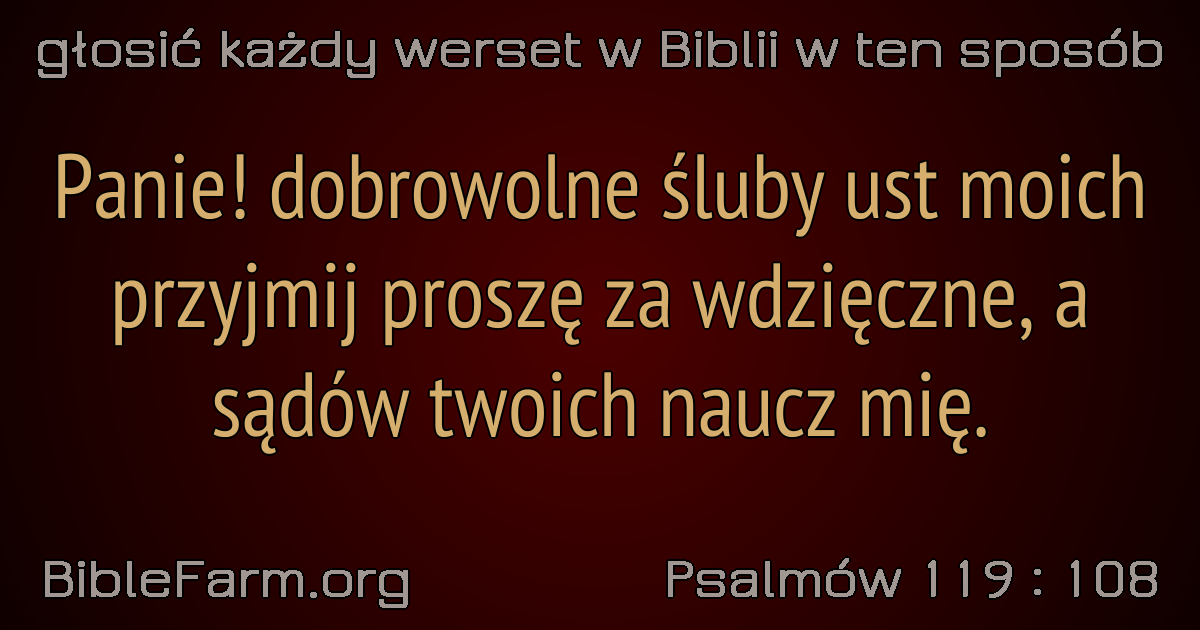 głosić każdy werset w Biblii w ten sposób
Panie! dobrowolne śluby ust moich
przyjmij proszę za wdzięczne, a
sądów twoich naucz mię.
BibleFarm.org
Psalmów 119 : 108